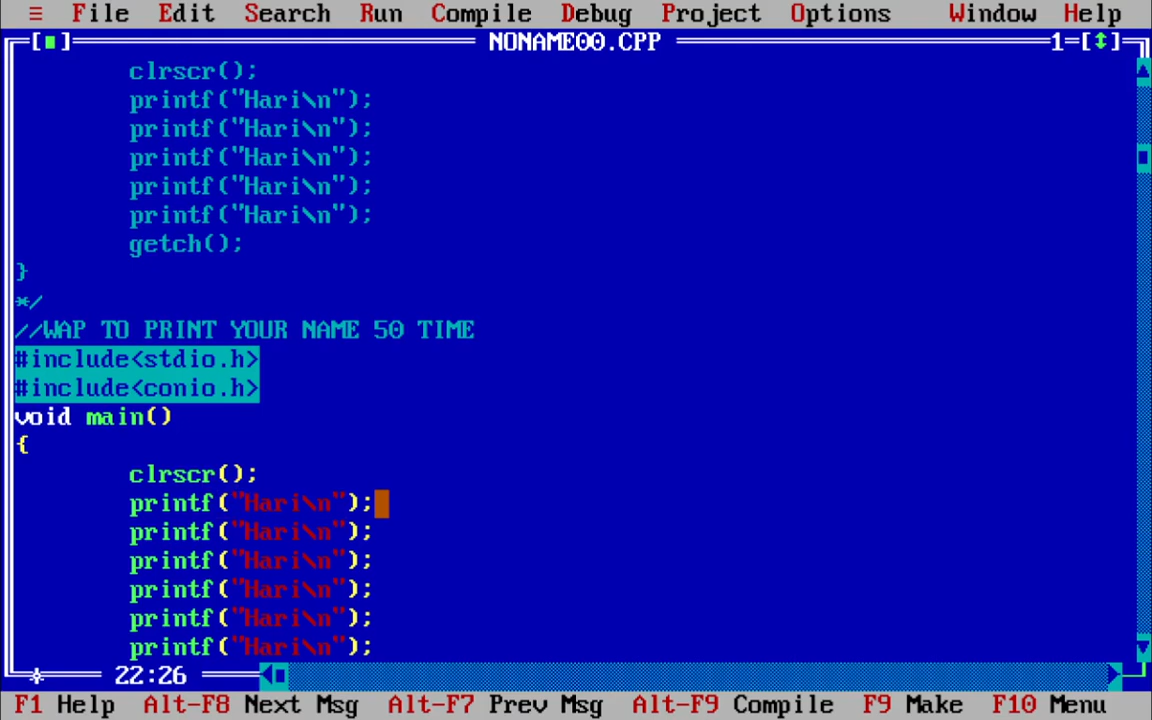 ≡ File Edit Search Run Compile Debug Project Options Window Help
[■] NONAME00.CPP 1=[↕]
clrscr();
printf("Hari\n");
printf("Hari\n");
printf("Hari\n");
printf("Hari\n");
printf("Hari\n");
getch();
}
*/
//WAP TO PRINT YOUR NAME 50 TIME
#include<stdio.h>
#include<conio.h>
void main()
{
clrscr();
printf("Hari\n");
printf("Hari\n");
printf("Hari\n");
printf("Hari\n");
printf("Hari\n");
printf("Hari\n");
22:26
F1 Help Alt-F8 Next Msg Alt-F7 Prev Msg Alt-F9 Compile F9 Make F10 Menu